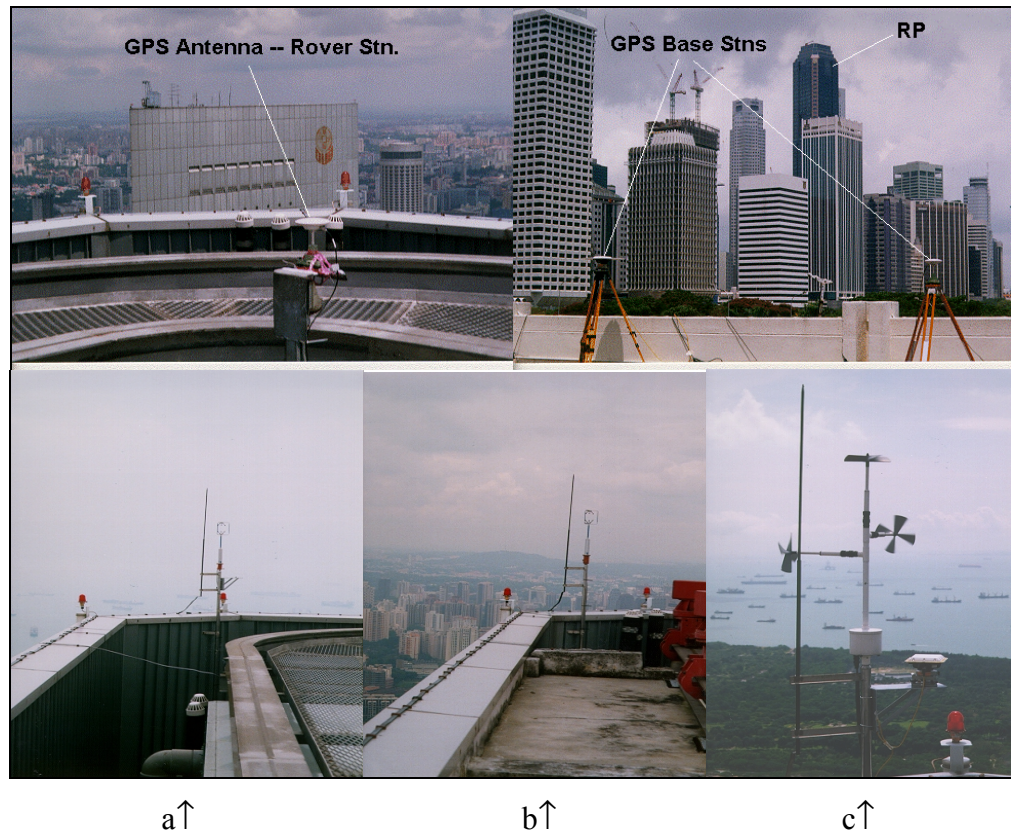 GPS Antenna -- Rover Stn.
GPS Base Stns
RP
a↑
b↑
c↑